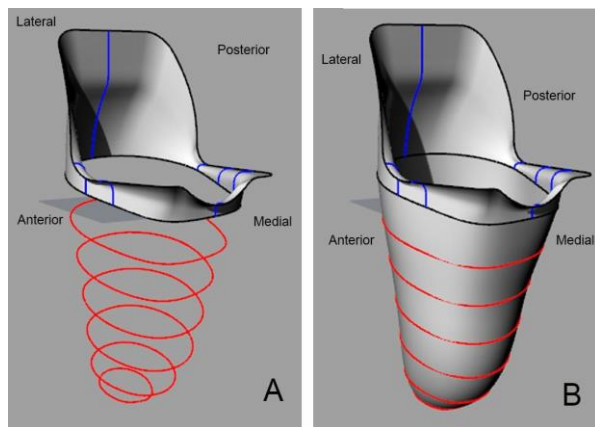 Lateral
Posterior
Anterior
Medial
A
Lateral
Posterior
Anterior
Medial
B